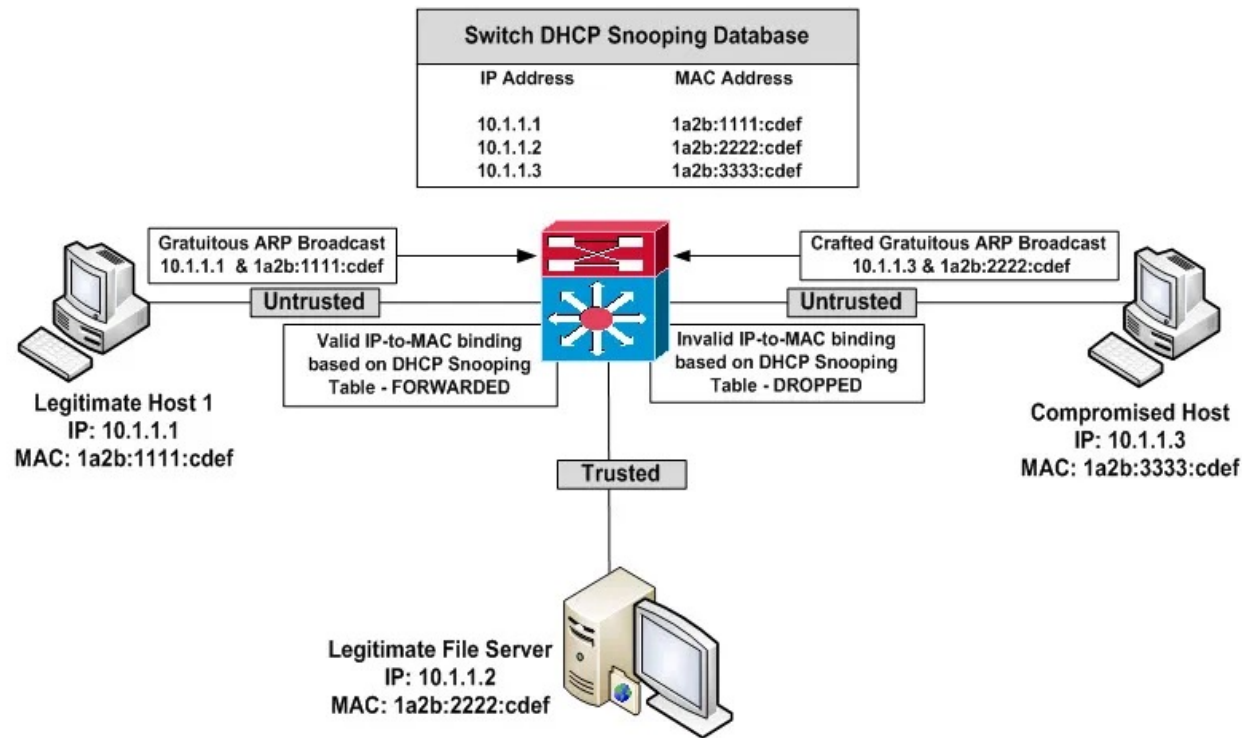 Switch DHCP Snooping Database
IP Address MAC Address
10.1.1.1 1a2b:1111:cdef
10.1.1.2 1a2b:2222:cdef
10.1.1.3 1a2b:3333:cdef
Gratuitous ARP Broadcast
10.1.1.1 & 1a2b:1111:cdef
Crafted Gratuitous ARP Broadcast
10.1.1.3 & 1a2b:2222:cdef
Untrusted
Untrusted
Valid IP-to-MAC binding
based on DHCP Snooping
Table - FORWARDED
Invalid IP-to-MAC binding
based on DHCP Snooping
Table - DROPPED
Legitimate Host 1
IP: 10.1.1.1
MAC: 1a2b:1111:cdef
Compromised Host
IP: 10.1.1.3
MAC: 1a2b:3333:cdef
Trusted
Legitimate File Server
IP: 10.1.1.2
MAC: 1a2b:2222:cdef